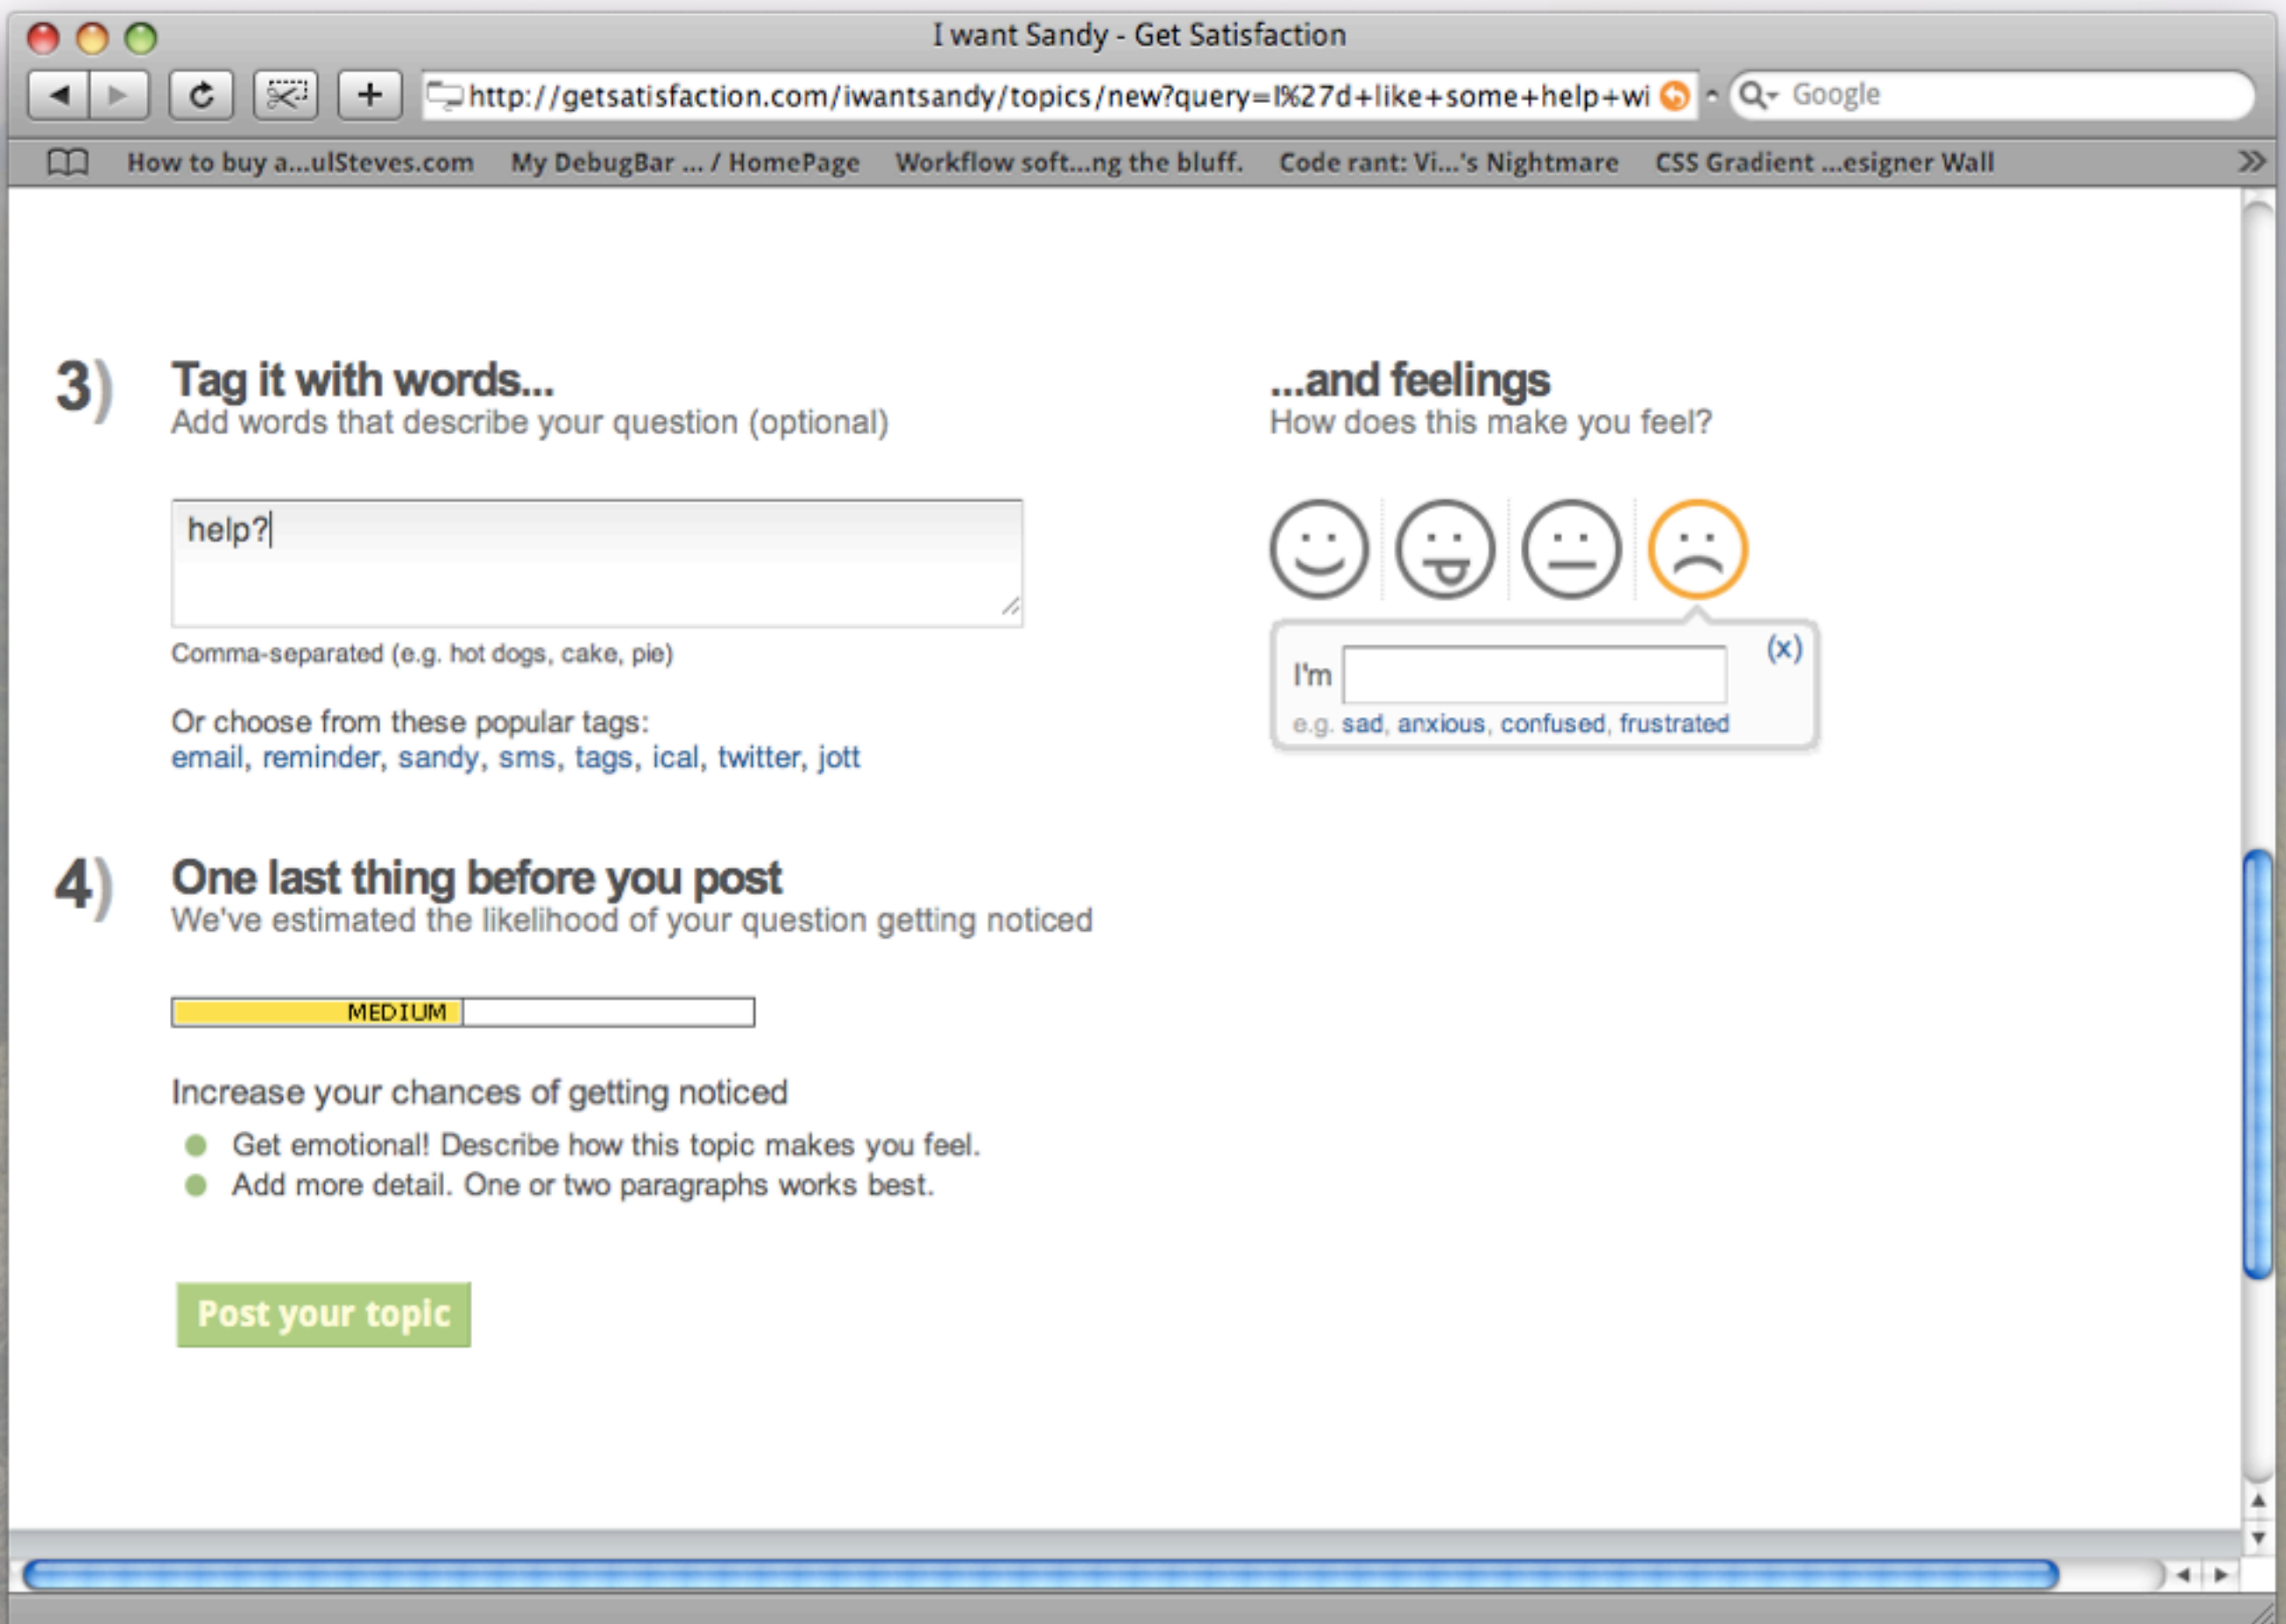 I want Sandy - Get Satisfaction
http://getsatisfaction.com/iwantsandy/topics/new?query=I%27d+like+some+help+wi
Google
How to buy a...ulSteves.com My DebugBar ... / HomePage Workflow soft...ng the bluff. Code rant: Vi...'s Nightmare CSS Gradient ...esigner Wall
3) Tag it with words...
Add words that describe your question (optional)
help?
Comma-separated (e.g. hot dogs, cake, pie)
Or choose from these popular tags:
email, reminder, sandy, sms, tags, ical, twitter, jott
...and feelings
How does this make you feel?
(x)
I'm
e.g. sad, anxious, confused, frustrated
4) One last thing before you post
We've estimated the likelihood of your question getting noticed
MEDIUM
Increase your chances of getting noticed
Get emotional! Describe how this topic makes you feel.
Add more detail. One or two paragraphs works best.
Post your topic